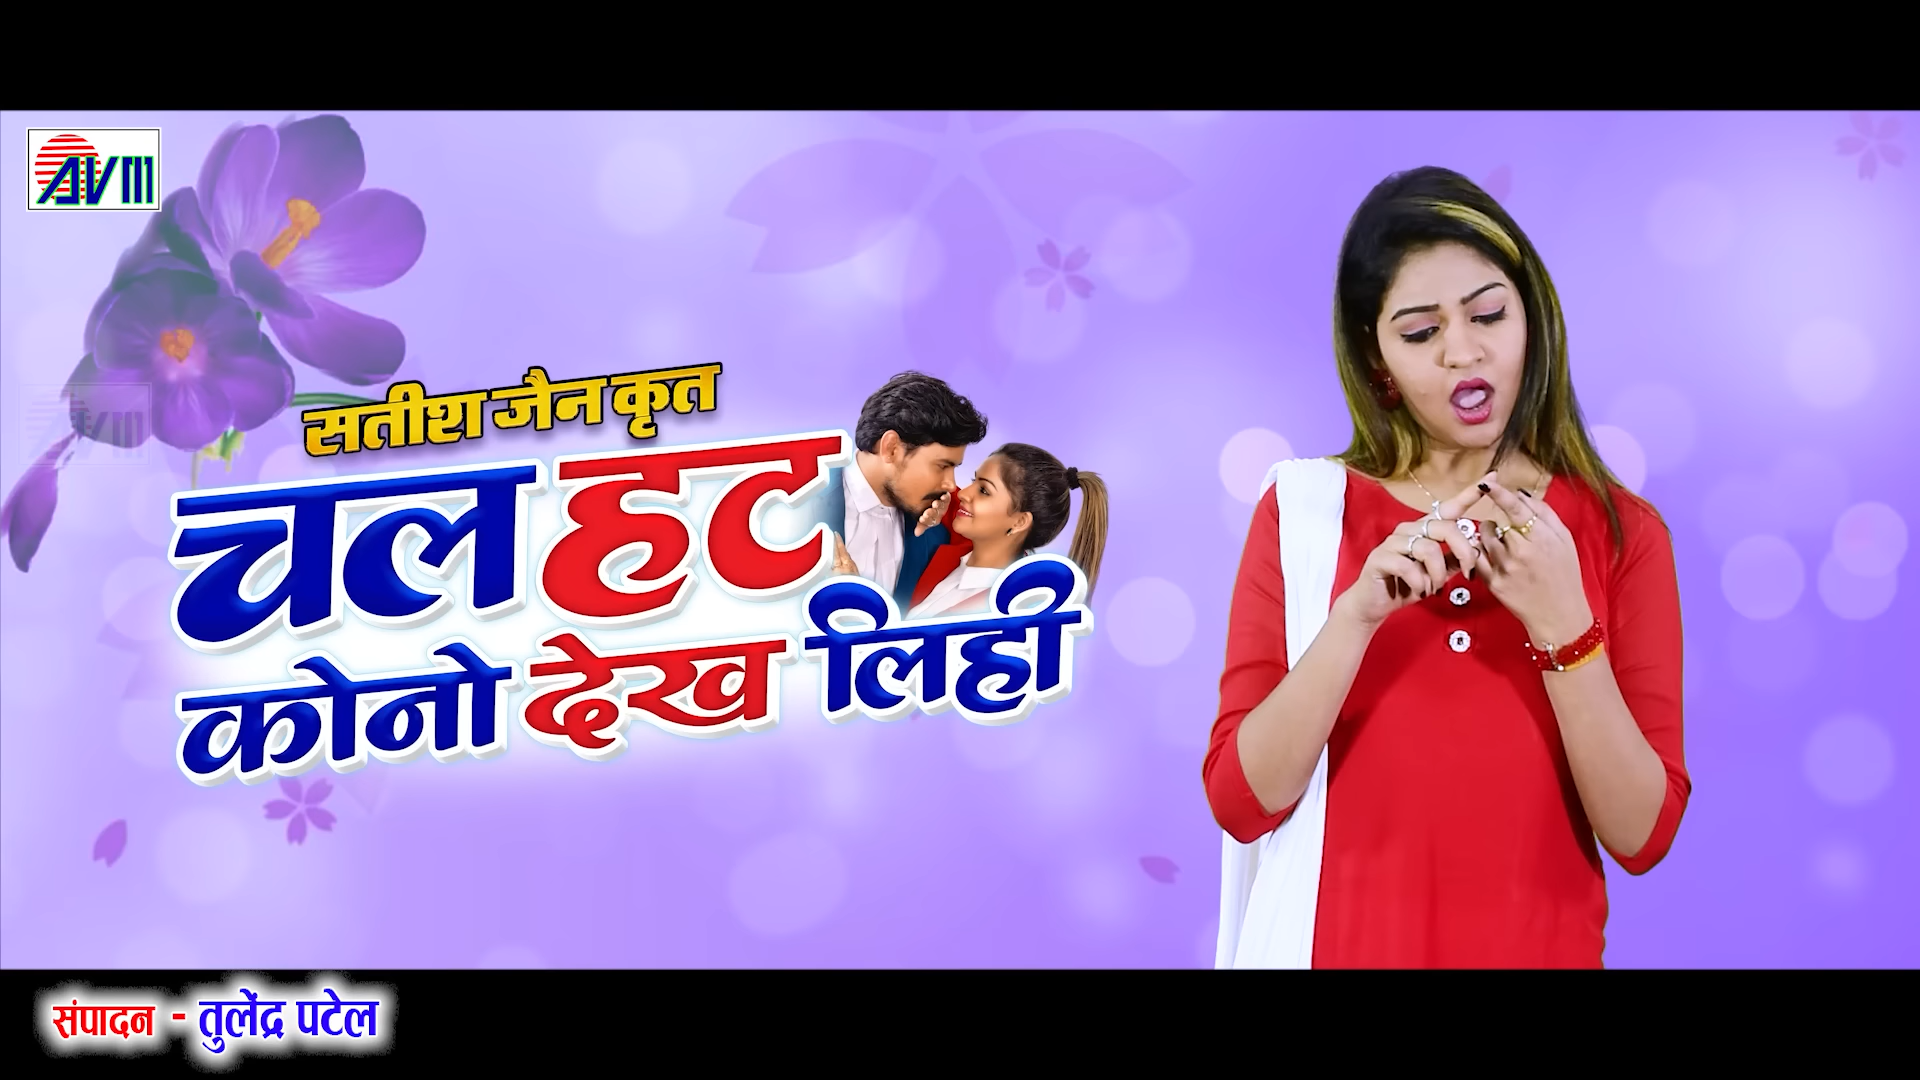 AVM
सतीश जैन कृत
चल हट
कोनो देख लिही
संपादन - तुलेंद्र पटेल